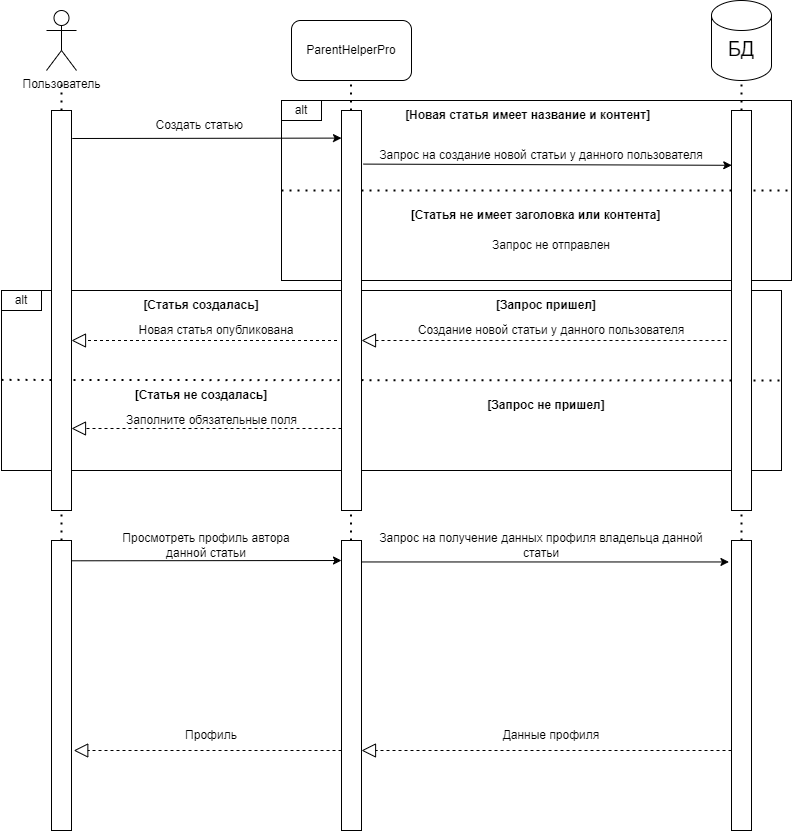 ParentHelperPro
БД
Пользователь
alt
[Новая статья имеет название и контент]
Создать статью
Запрос на создание новой статьи у данного пользователя
[Статья не имеет заголовка или контента]
Запрос не отправлен
alt
[Статья создалась]
[Запрос пришел]
Новая статья опубликована
Создание новой статьи у данного пользователя
[Статья не создалась]
[Запрос не пришел]
Заполните обязательные поля
Просмотреть профиль автора
данной статьи
Запрос на получение данных профиля владельца данной
статьи
Профиль
Данные профиля